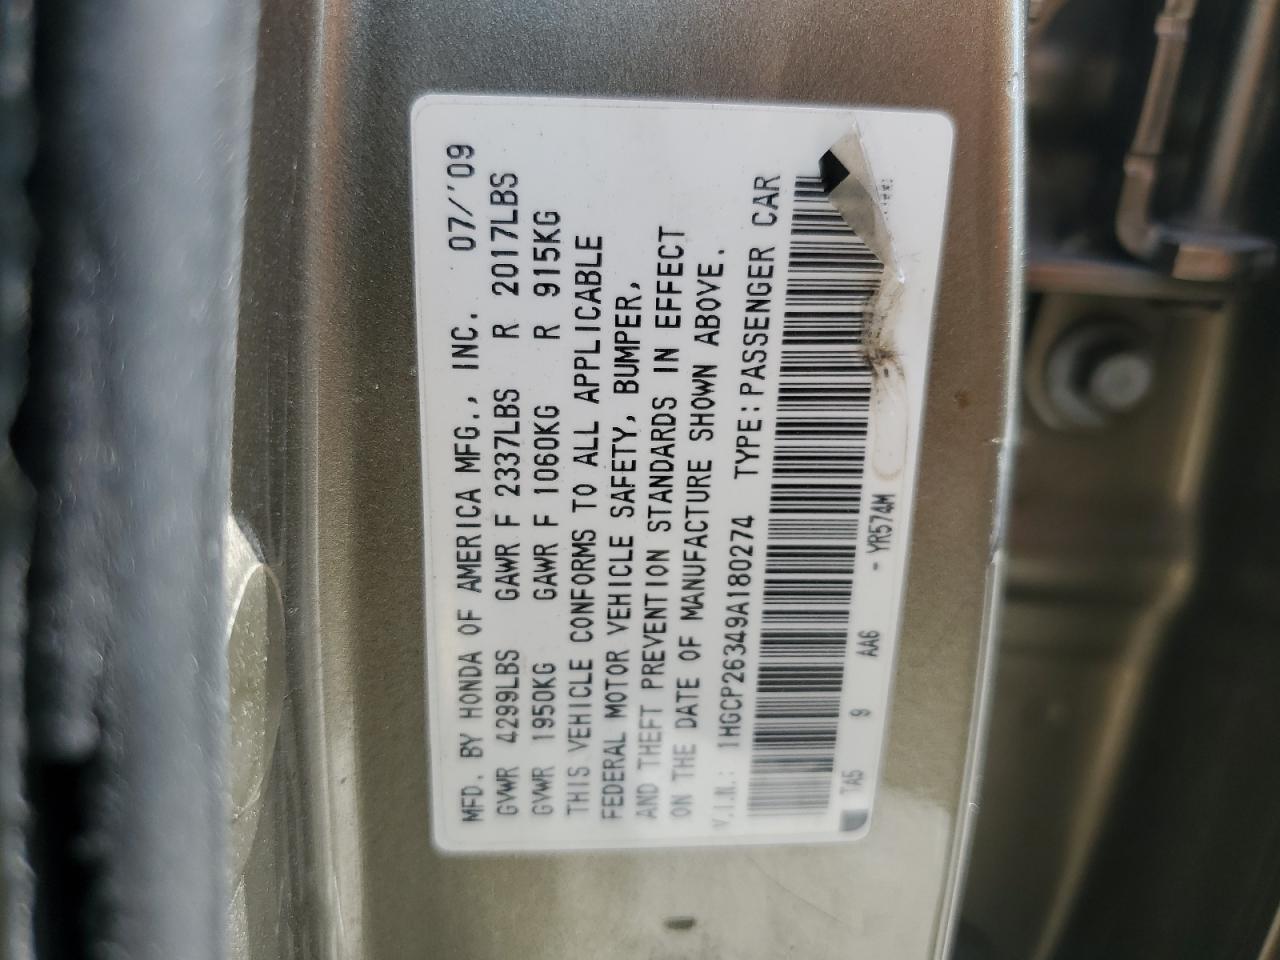 MFD. BY HONDA OF AMERICA MFG., INC. 07/'09
GVWR 4299LBS GAWR F 2337LBS R 2017LBS
GVWR 1950KG GAWR F 1060KG R 915KG
THIS VEHICLE CONFORMS TO ALL APPLICABLE
FEDERAL MOTOR VEHICLE SAFETY, BUMPER,
AND THEFT PREVENTION STANDARDS IN EFFECT
ON THE DATE OF MANUFACTURE SHOWN ABOVE.
V.I.N.: 1HGCP26349A180274 TYPE:PASSENGER CAR
TA5 9 AA6 - YR574M